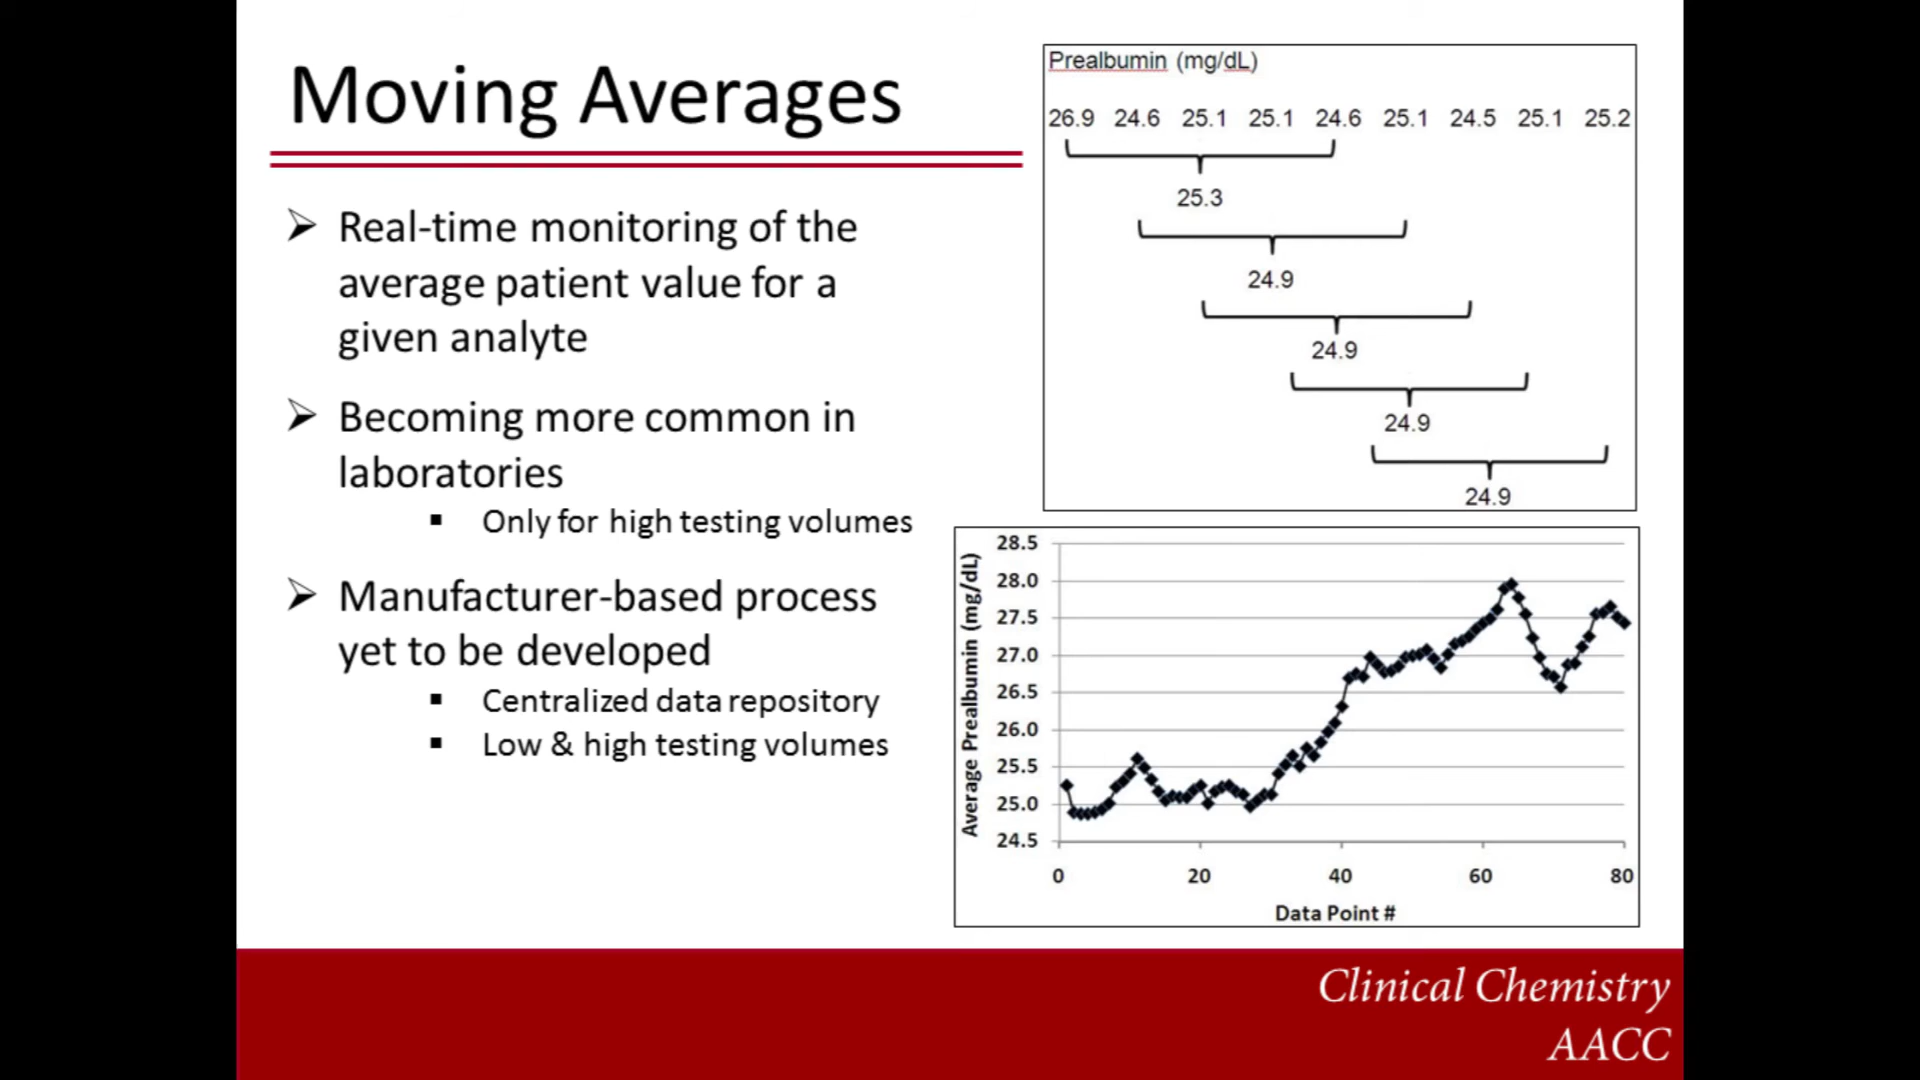 Moving Averages
➢ Real-time monitoring of the
average patient value for a
given analyte
➢ Becoming more common in
laboratories
▪ Only for high testing volumes
➢ Manufacturer-based process
yet to be developed
▪ Centralized data repository
▪ Low & high testing volumes
Prealbumin (mg/dL)
26.9 24.6 25.1 25.1 24.6 25.1 24.5 25.1 25.2
25.3
24.9
24.9
24.9
24.9
Average Prealbumin (mg/dL)
28.5
28.0
27.5
27.0
26.5
26.0
25.5
25.0
24.5
0 20 40 60 80
Data Point #
Clinical Chemistry
AACC